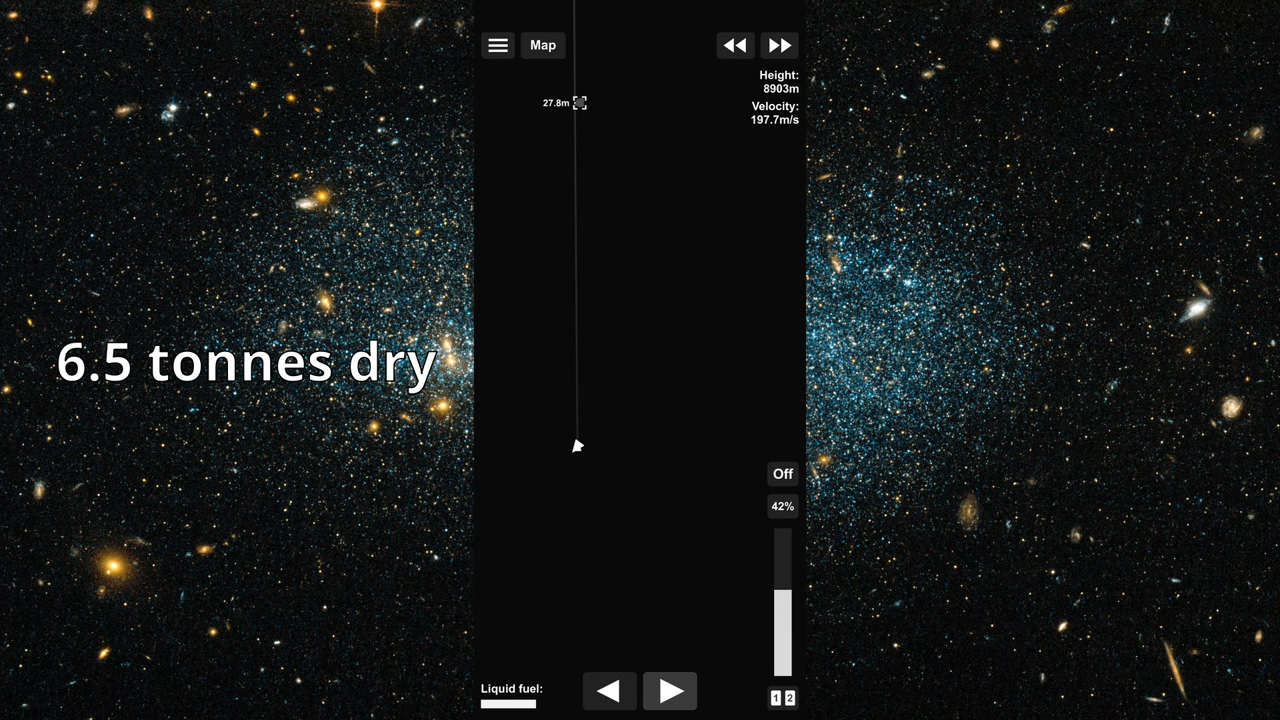 Map
Height:
8903m
Velocity:
197.7m/s
27.8m
6.5 tonnes dry
Off
42%
Liquid fuel:
1 2